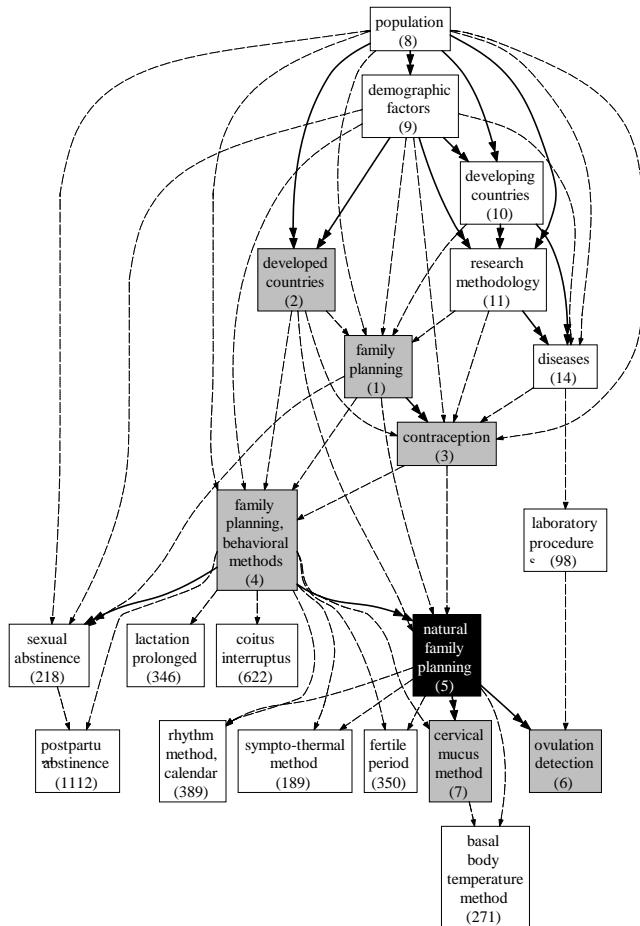 population
(8)
demographic
factors
(9)
developing
countries
(10)
developed
countries
(2)
research
methodology
(11)
family
planning
(1)
diseases
(14)
contraception
(3)
family
planning,
behavioral
methods
(4)
laboratory
procedure
s
(98)
sexual
abstinence
(218)
lactation
prolonged
(346)
coitus
interruptus
(622)
natural
family
planning
(5)
postpartu
abstinence
(1112)
rhythm
method,
calendar
(389)
sympto-thermal
method
(189)
fertile
period
(350)
cervical
mucus
method
(7)
ovulation
detection
(6)
basal
body
temperature
method
(271)